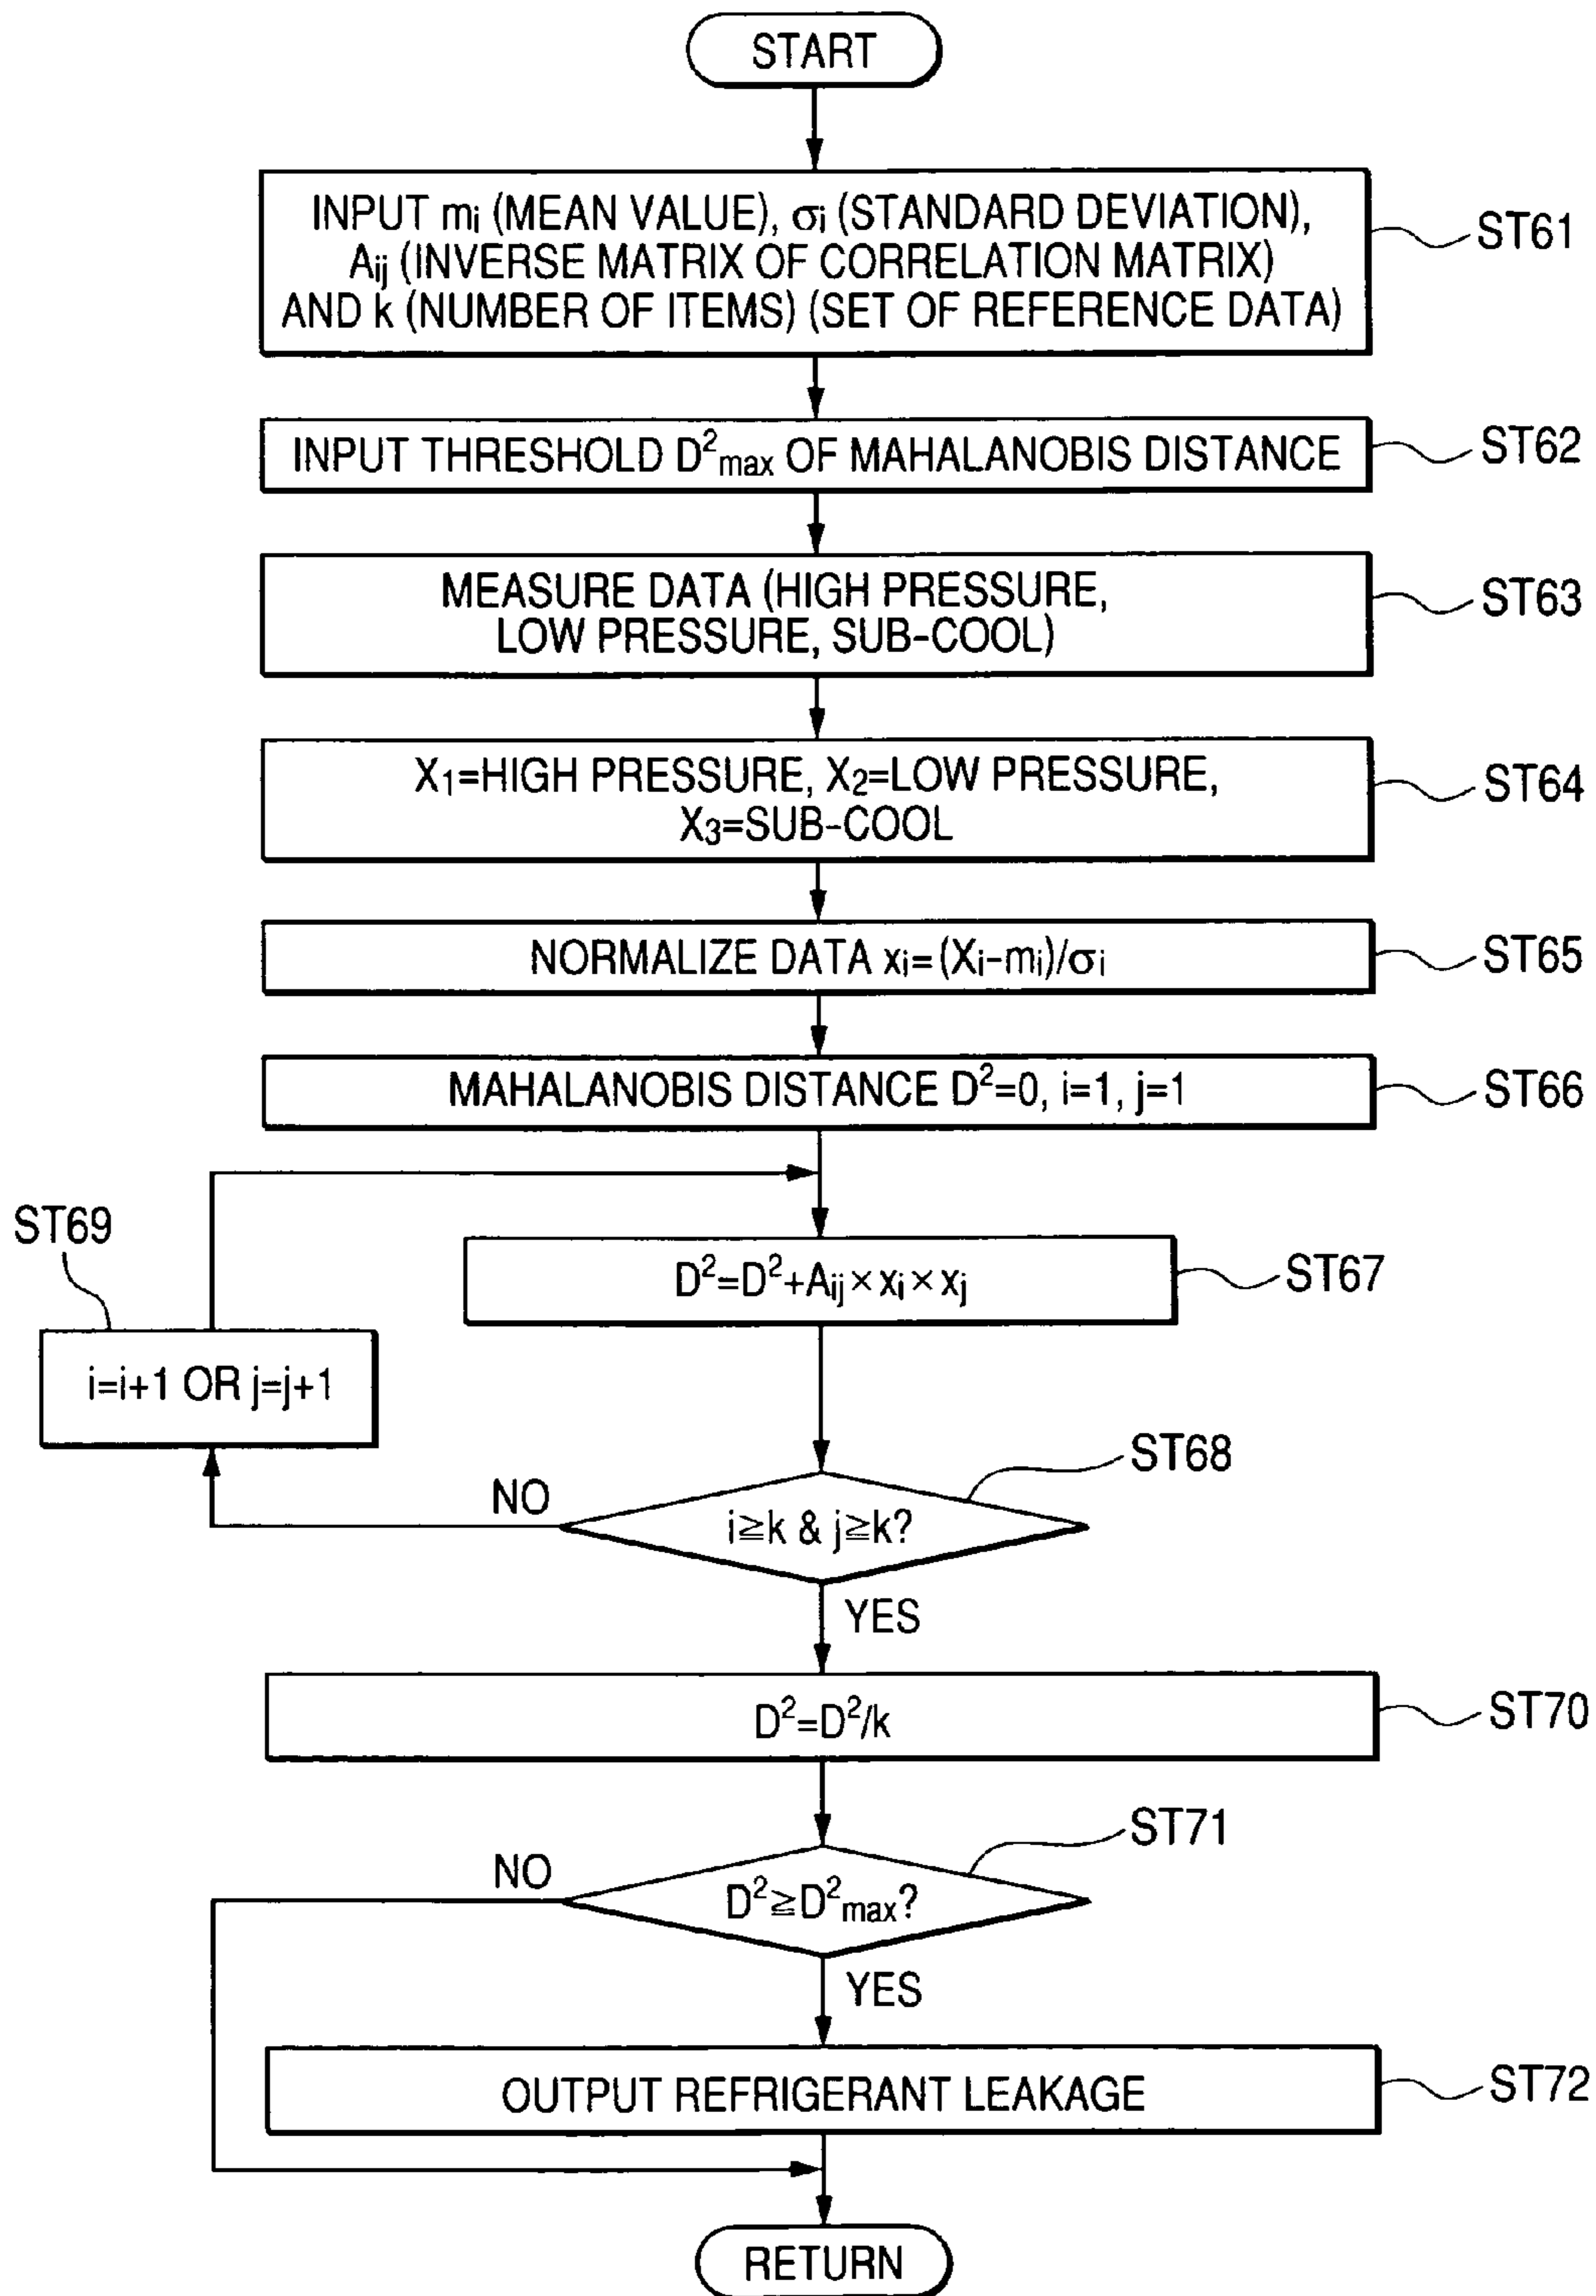 START
INPUT mi (MEAN VALUE), σi (STANDARD DEVIATION),
Aij (INVERSE MATRIX OF CORRELATION MATRIX)
AND k (NUMBER OF ITEMS) (SET OF REFERENCE DATA)
ST61
INPUT THRESHOLD D²max OF MAHALANOBIS DISTANCE
ST62
MEASURE DATA (HIGH PRESSURE,
LOW PRESSURE, SUB-COOL)
ST63
X₁=HIGH PRESSURE, X₂=LOW PRESSURE,
X₃=SUB-COOL
ST64
NORMALIZE DATA xi=(Xi-mi)/σi
ST65
MAHALANOBIS DISTANCE D²=0, i=1, j=1
ST66
ST69
D²=D²+Aij×xi×xj
ST67
i=i+1 OR j=j+1
ST68
NO
i≧k & j≧k?
YES
D²=D²/k
ST70
ST71
NO
D²≧D²max?
YES
OUTPUT REFRIGERANT LEAKAGE
ST72
RETURN